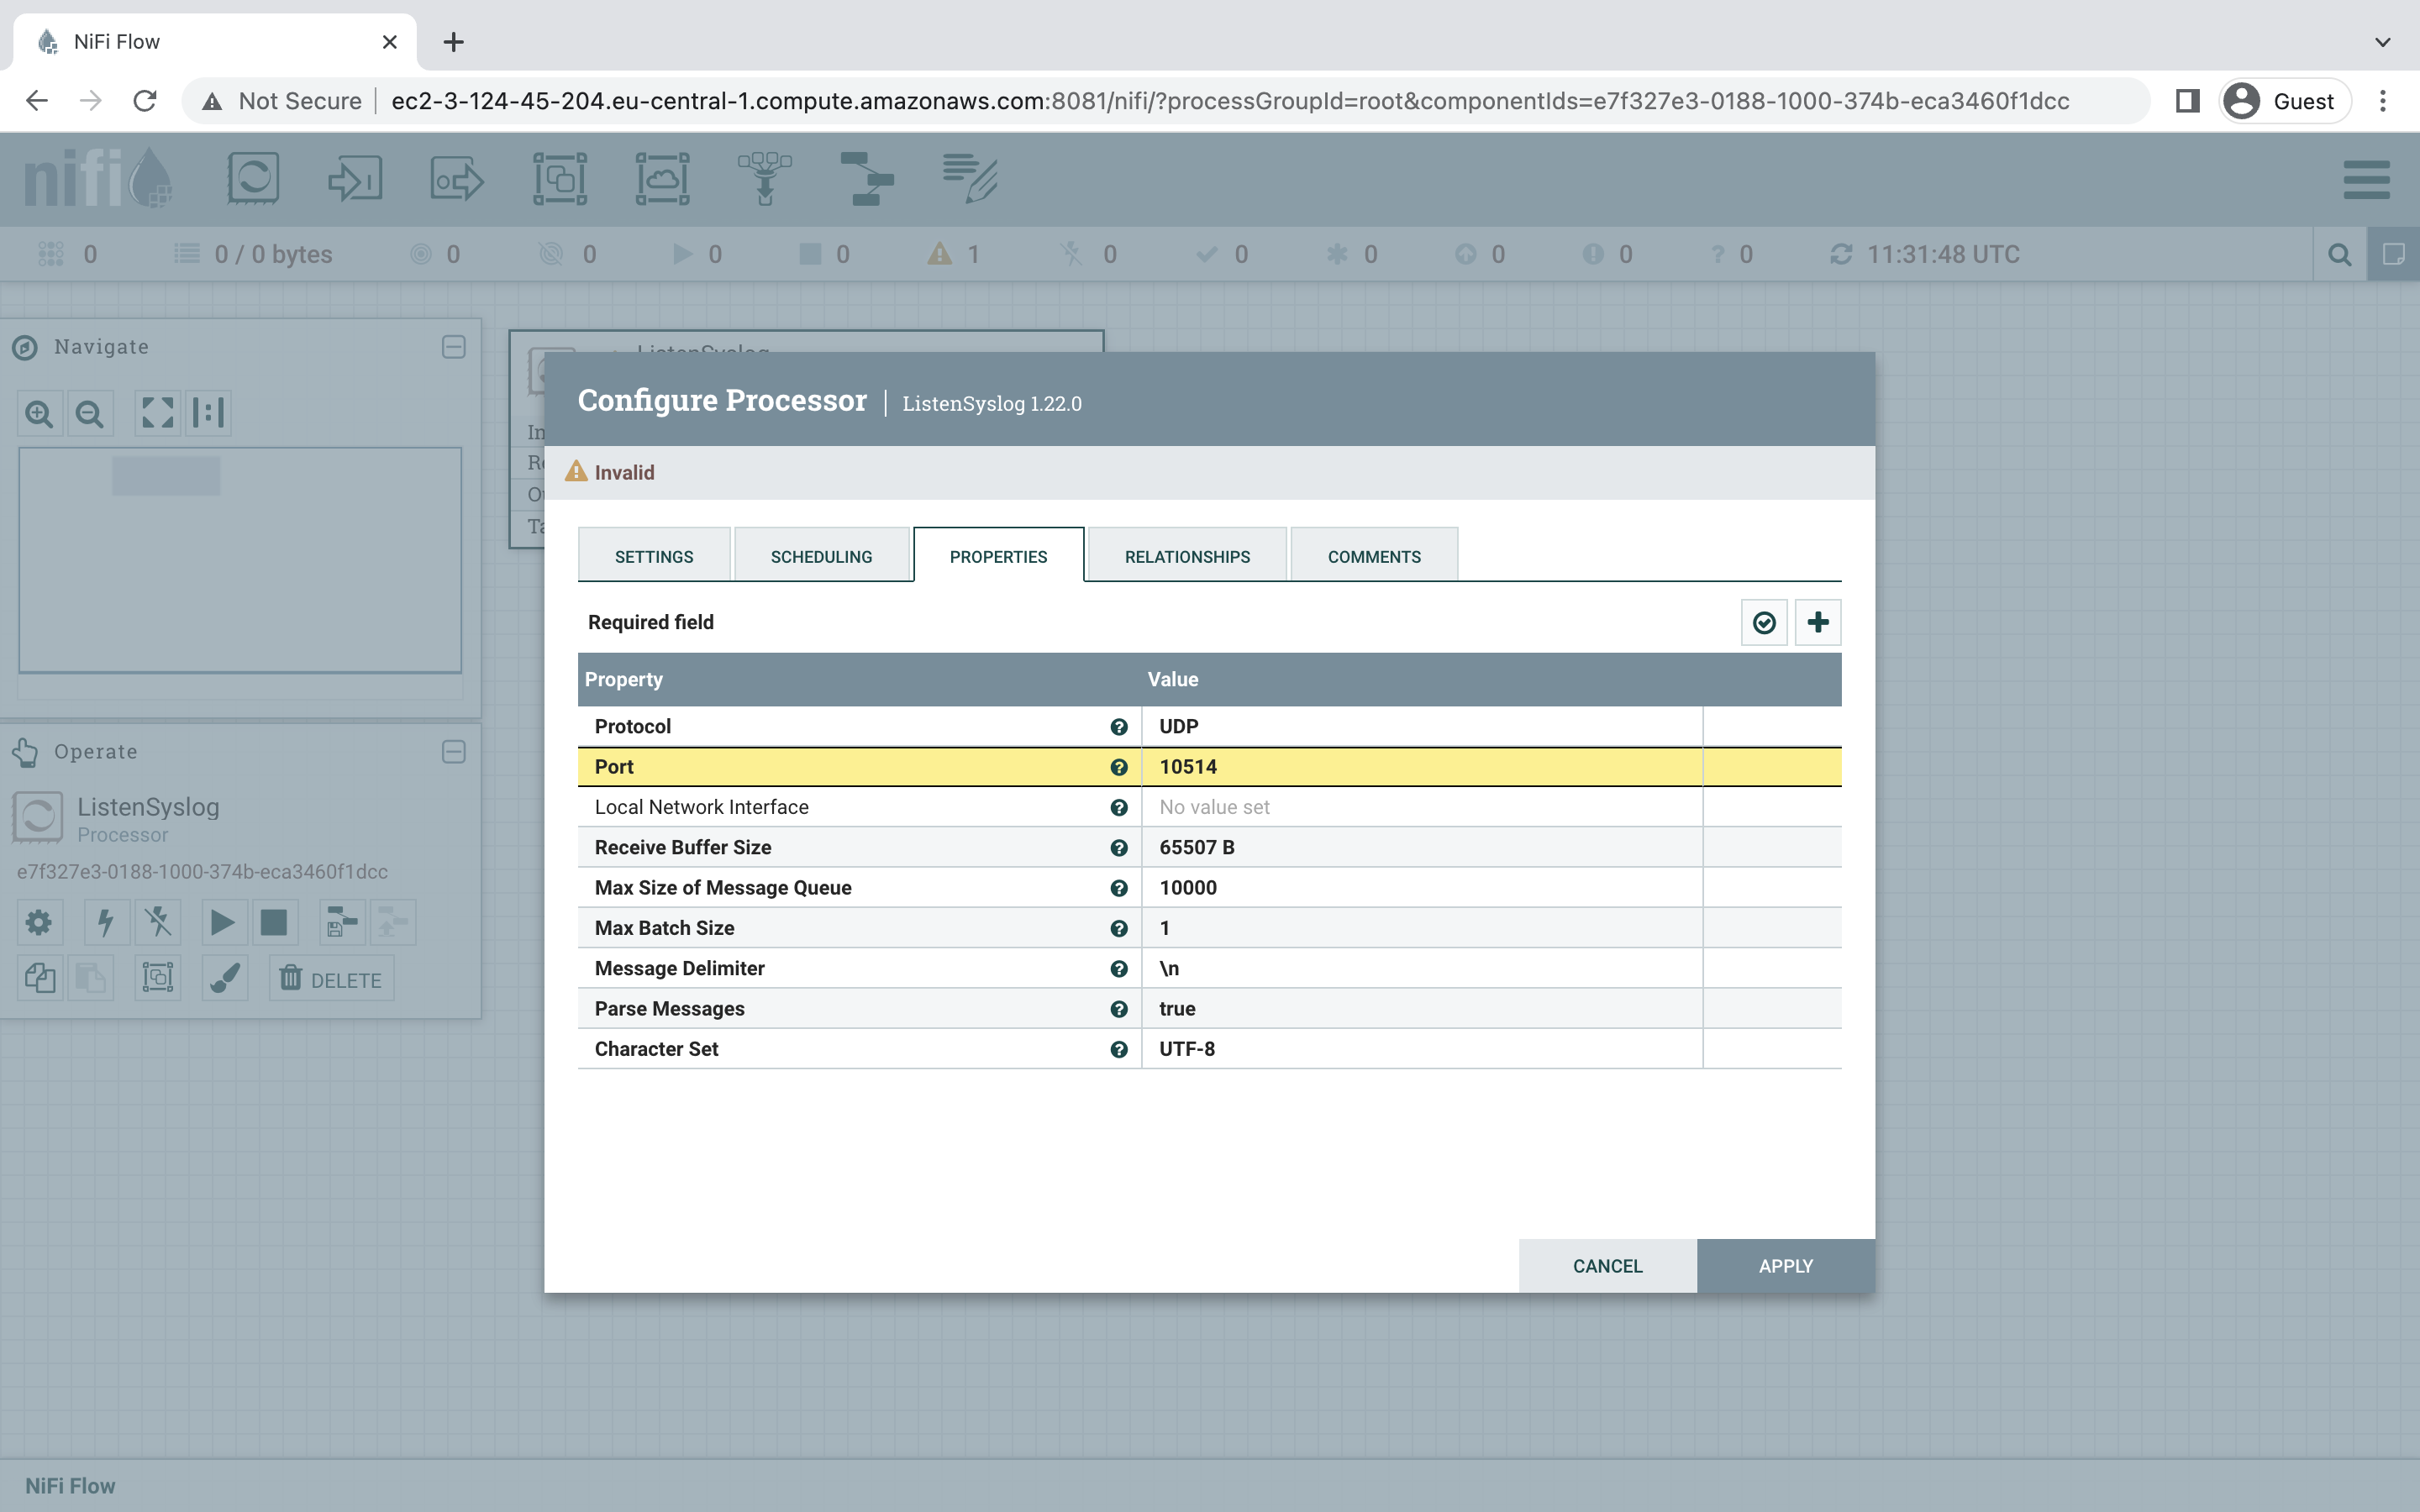 NiFi Flow
Not Secure
ec2-3-124-45-204.eu-central-1.compute.amazonaws.com:8081/nifi/?processGroupId=root&componentIds=e7f327e3-0188-1000-374b-eca3460f1dcc
Guest
nifi
0
0 / 0 bytes
0
0
0
0
1
0
0
0
0
0
0
11:31:48 UTC
Navigate
ListenSyslog
In
Configure Processor
ListenSyslog 1.22.0
Invalid
SETTINGS
SCHEDULING
PROPERTIES
RELATIONSHIPS
COMMENTS
Required field
Property Value
Protocol UDP
Port 10514
Local Network Interface No value set
Receive Buffer Size 65507 B
Max Size of Message Queue 10000
Max Batch Size 1
Message Delimiter \n
Parse Messages true
Character Set UTF-8
CANCEL
APPLY
Operate
ListenSyslog
Processor
e7f327e3-0188-1000-374b-eca3460f1dcc
DELETE
NiFi Flow